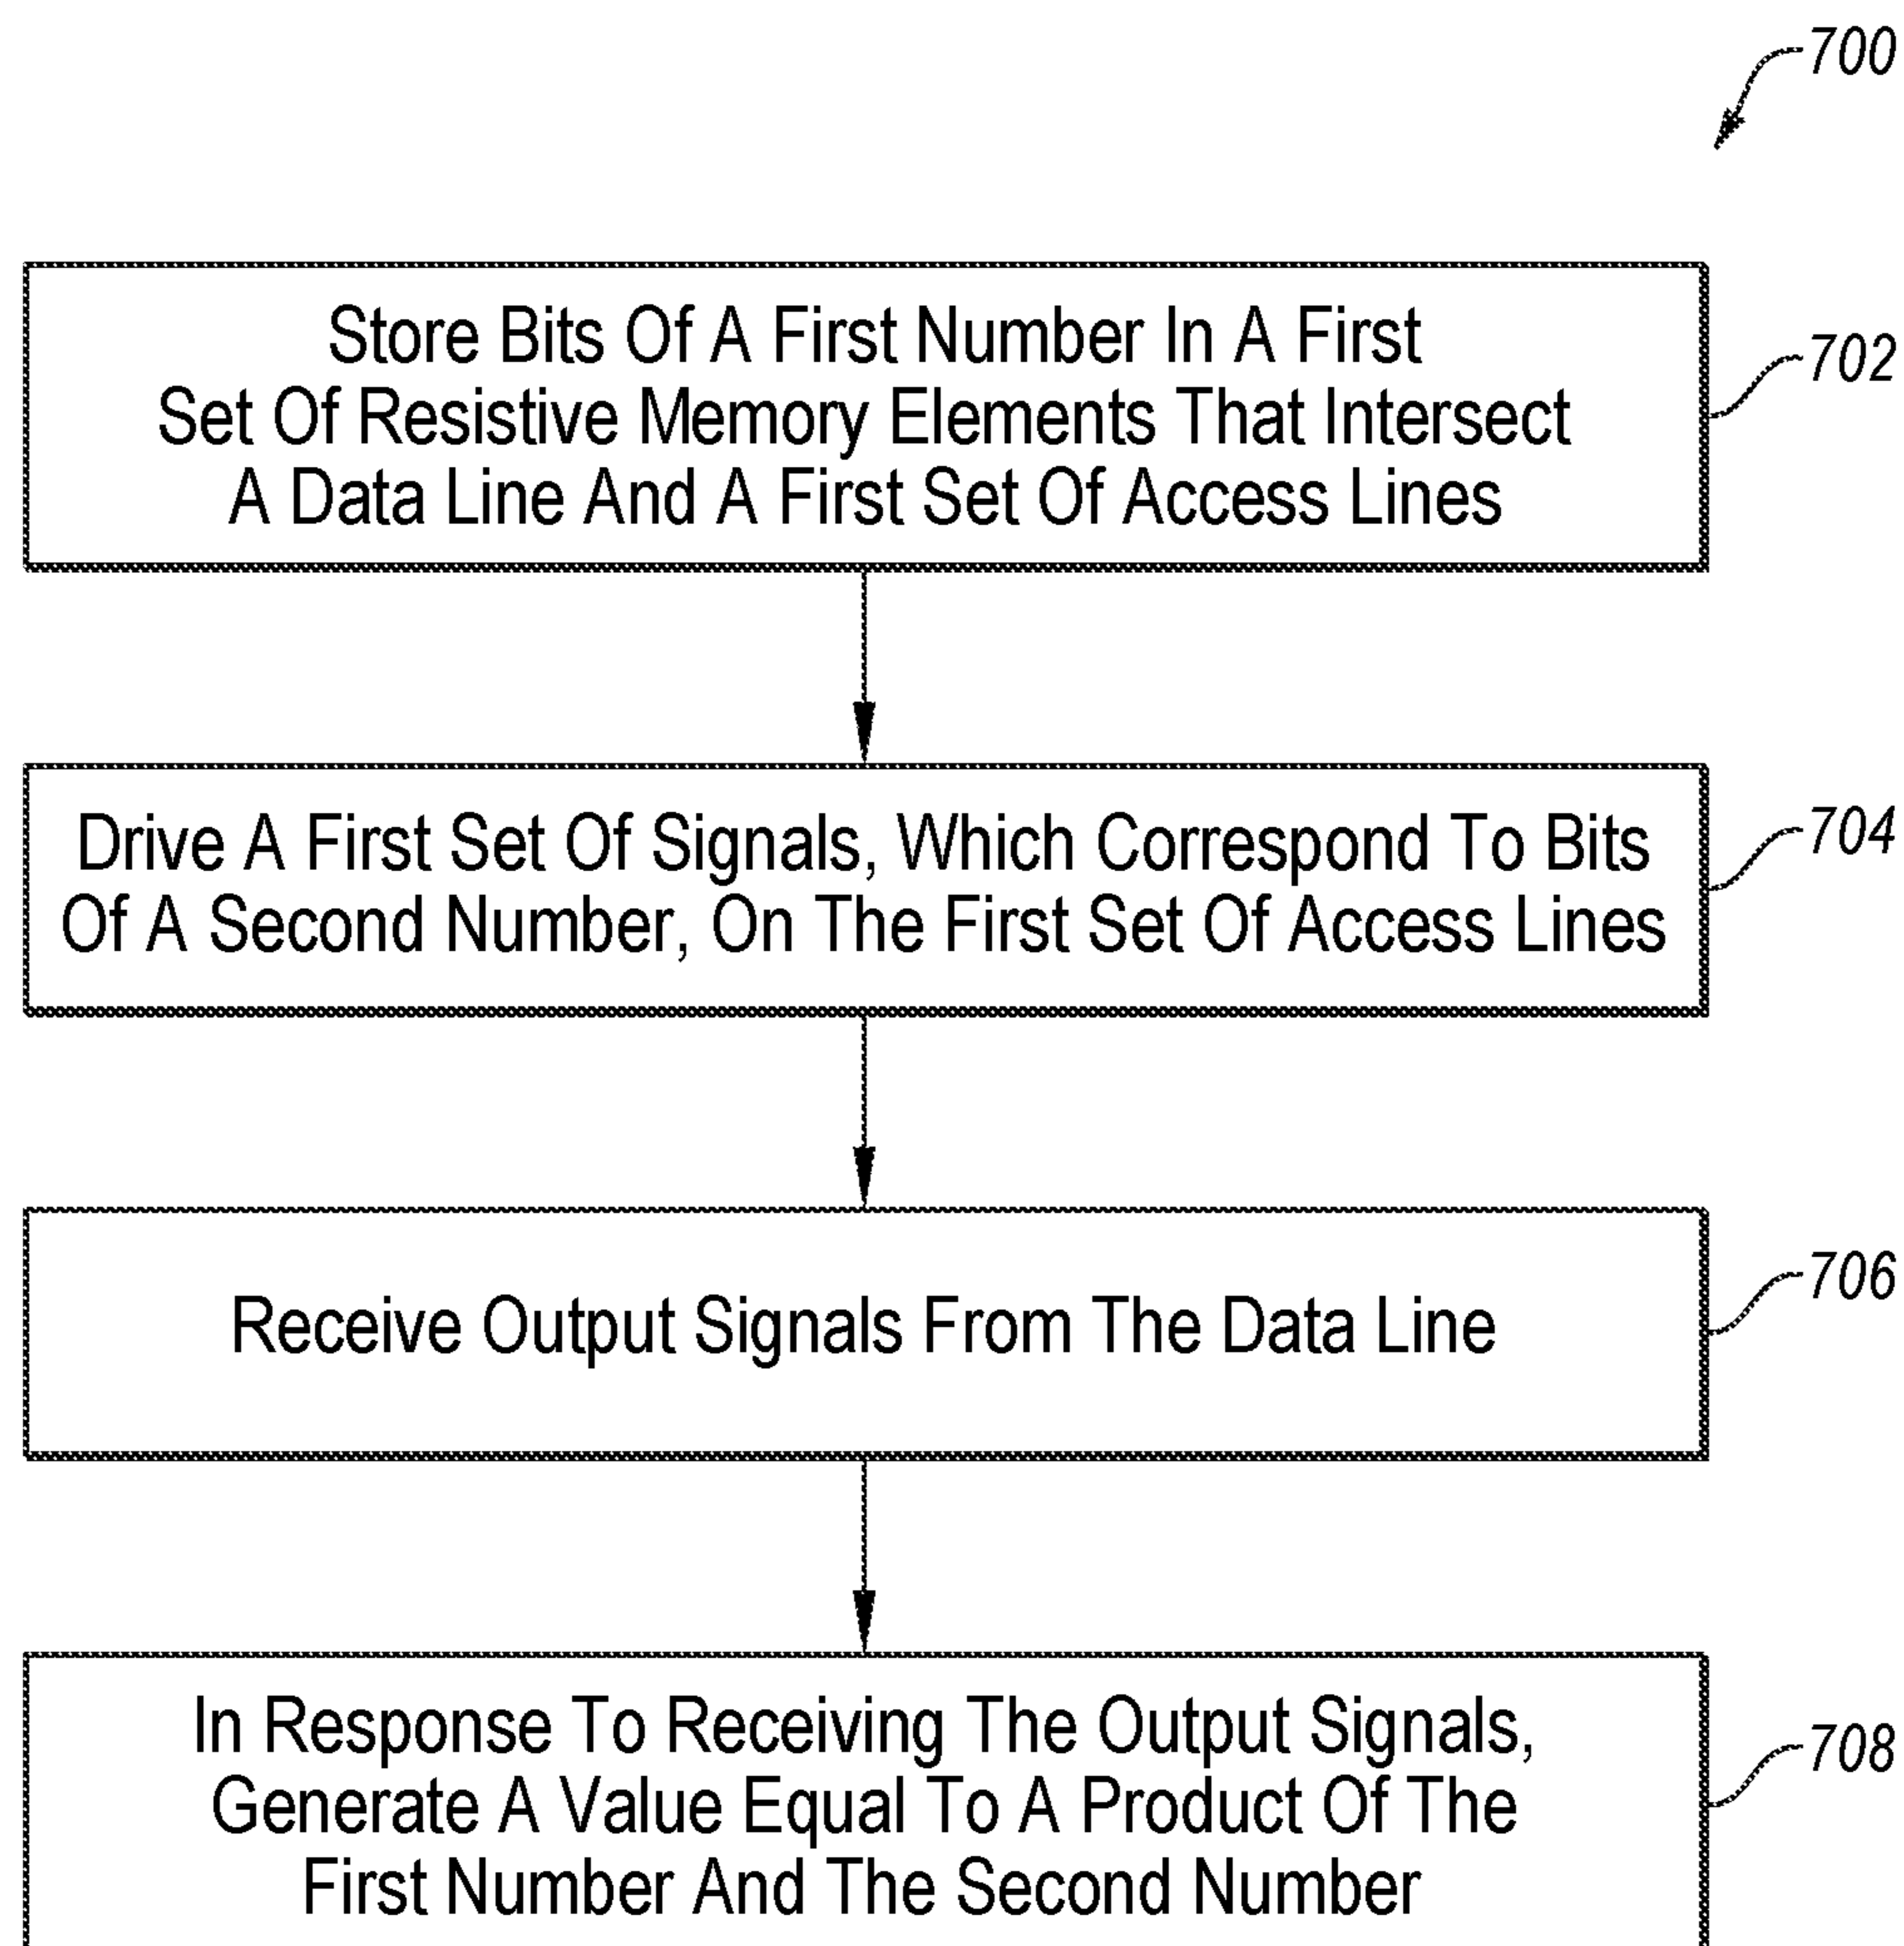 700
Store Bits Of A First Number In A First
Set Of Resistive Memory Elements That Intersect
A Data Line And A First Set Of Access Lines
702
Drive A First Set Of Signals, Which Correspond To Bits
Of A Second Number, On The First Set Of Access Lines
704
Receive Output Signals From The Data Line
706
In Response To Receiving The Output Signals,
Generate A Value Equal To A Product Of The
First Number And The Second Number
708